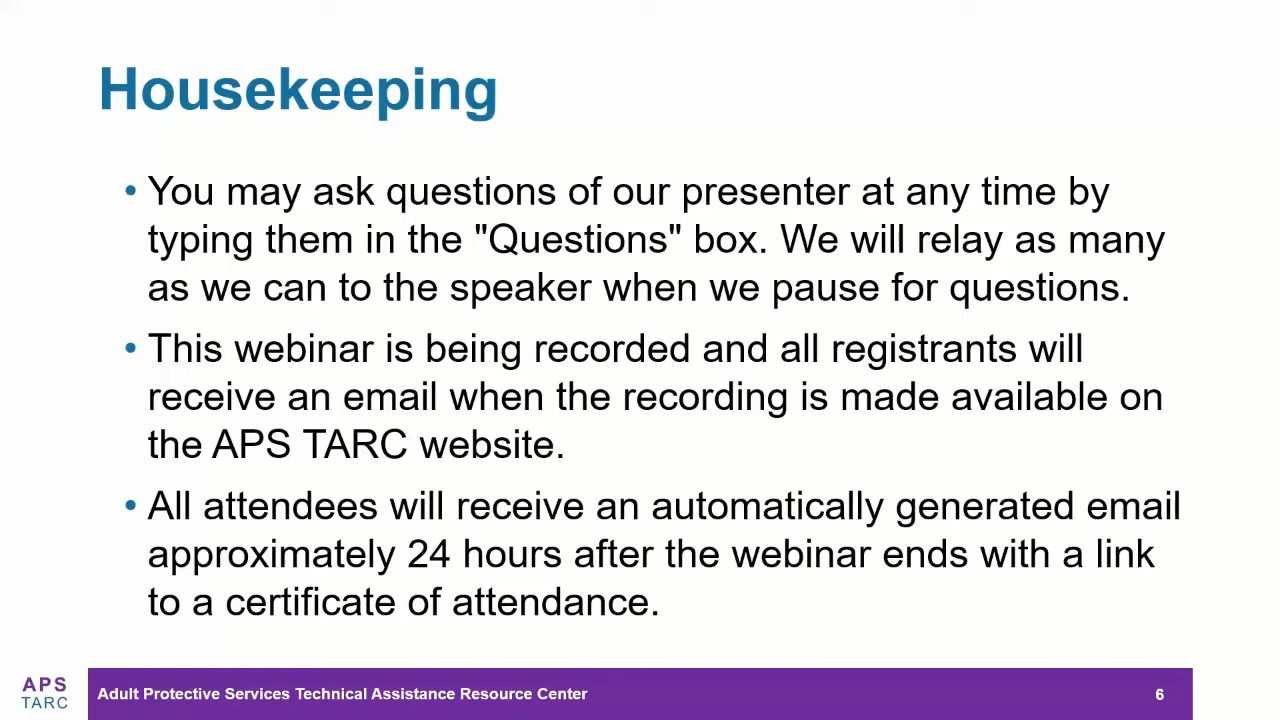 Housekeeping
• You may ask questions of our presenter at any time by
typing them in the "Questions" box. We will relay as many
as we can to the speaker when we pause for questions.
• This webinar is being recorded and all registrants will
receive an email when the recording is made available on
the APS TARC website.
• All attendees will receive an automatically generated email
approximately 24 hours after the webinar ends with a link
to a certificate of attendance.
APS
TARC
Adult Protective Services Technical Assistance Resource Center
6